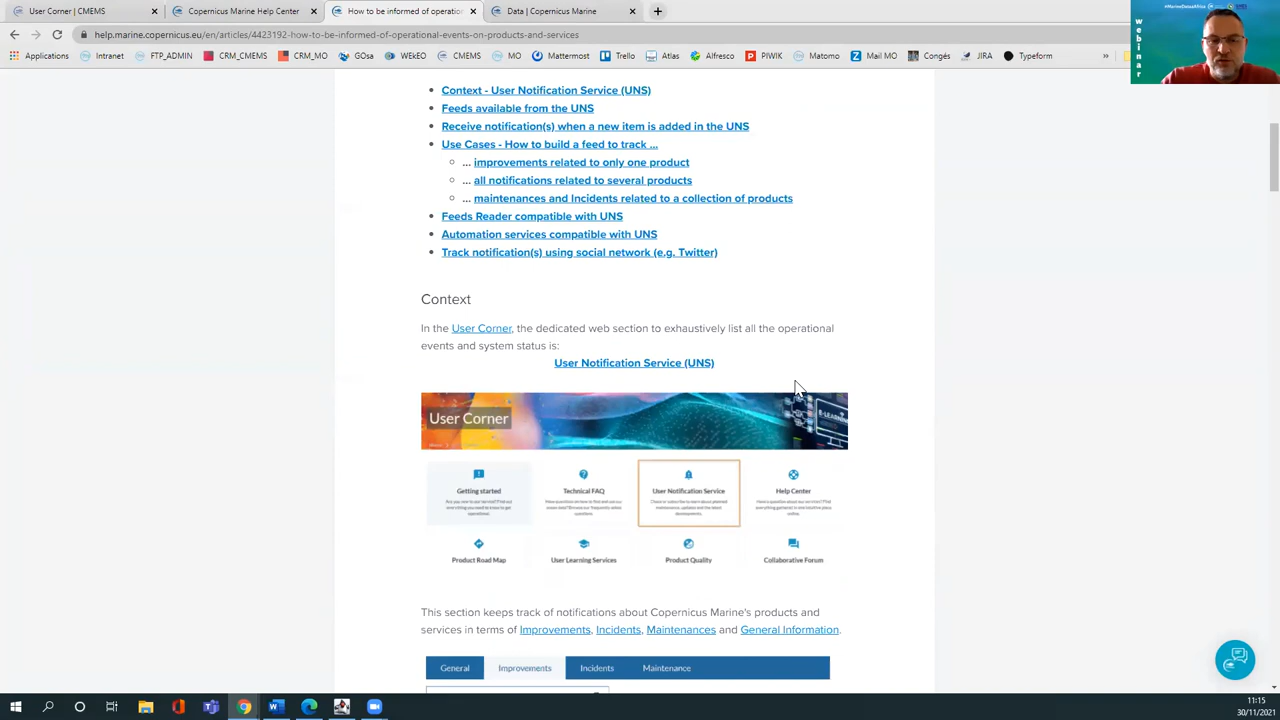 User Corner | CMEMS
Copernicus Marine Help Center
How to be informed of operation
Data | Copernicus Marine
help.marine.copernicus.eu/en/articles/4423192-how-to-be-informed-of-operational-events-on-products-and-services
Applications
Intranet
FTP_ADMIN
CRM_CMEMS
CRM_CMEMS
GOsa
WEkEO
CMEMS
MO
Mattermost
Trello
Atlas
Afflueurop
PIWIK
Zimbra Mail MO
Congés
JIRA
Typeform
»
#MarineDataAfrica
webinar
Context - User Notification Service (UNS)
Feeds available from the UNS
Receive notification(s) when a new item is added in the UNS
Use Cases - How to build a feed to track ...
... improvements related to only one product
... all notifications related to several products
... maintenances and Incidents related to a collection of products
Feeds Reader compatible with UNS
Automation services compatible with UNS
Track notification(s) using social network (e.g. Twitter)
Context
In the User Corner, the dedicated web section to exhaustively list all the operational
events and system status is:
User Notification Service (UNS)
User Corner
E-LEARNING
Getting started
Technical FAQ
User Notification Service
Help Center
Product Road Map
User Learning Services
Product Quality
Collaborative Forum
This section keeps track of notifications about Copernicus Marine's products and
services in terms of Improvements, Incidents, Maintenances and General Information.
General
Improvements
Incidents
Maintenance
11:15
30/11/2021